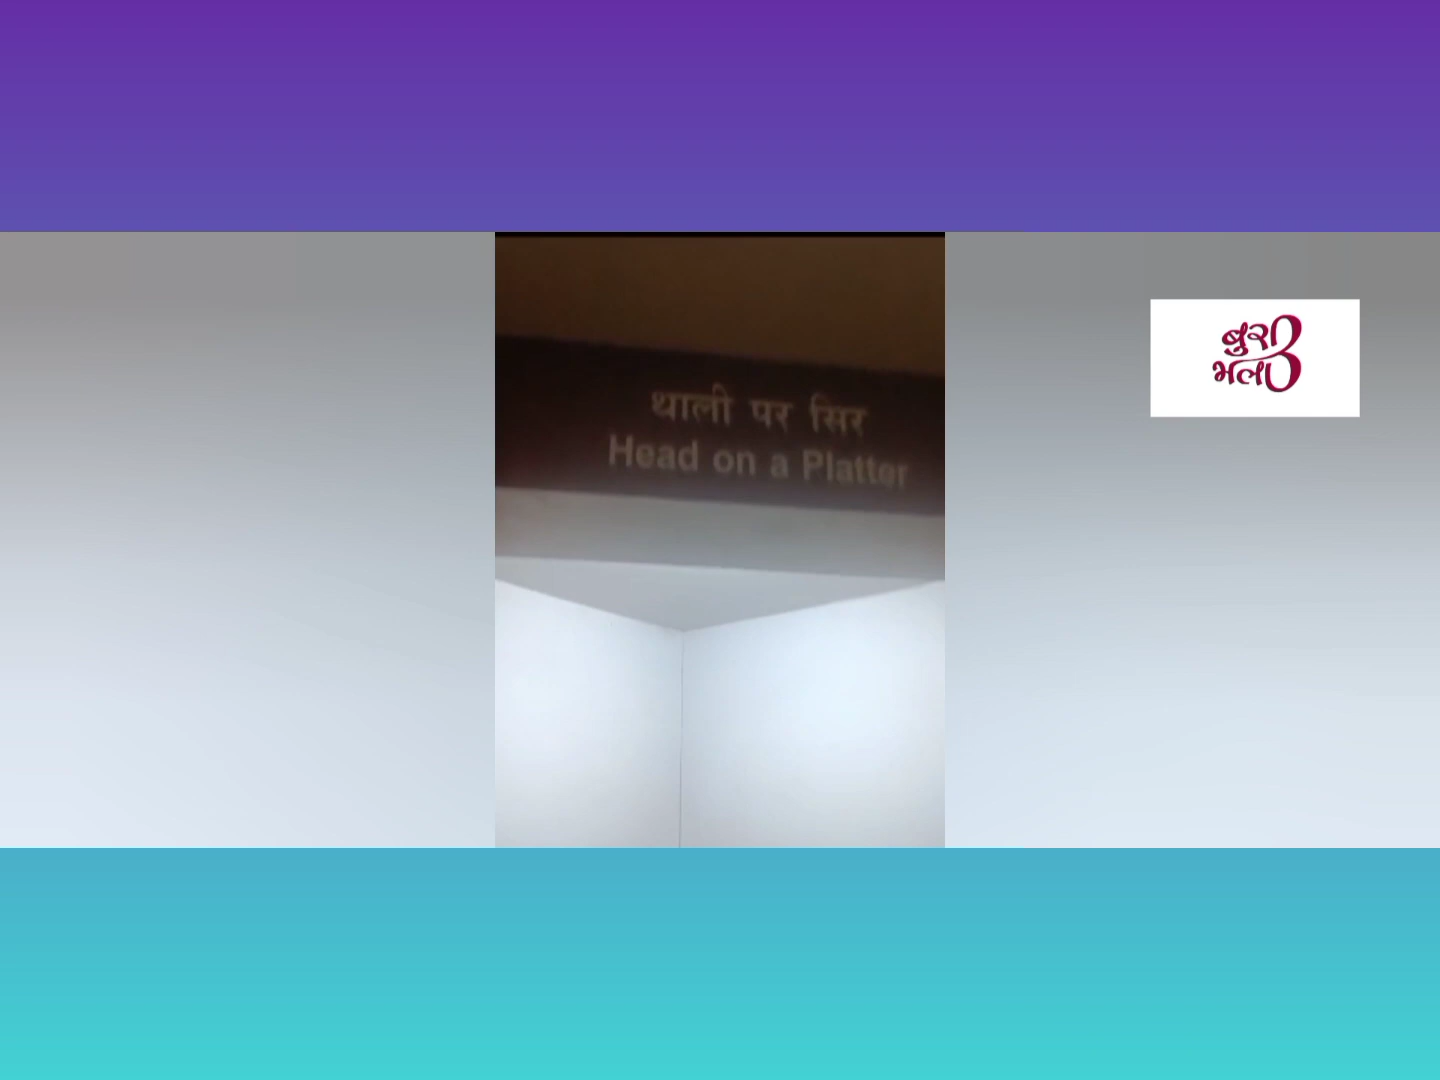 थाली पर सिर
Head on a Platter
बुरा
भला